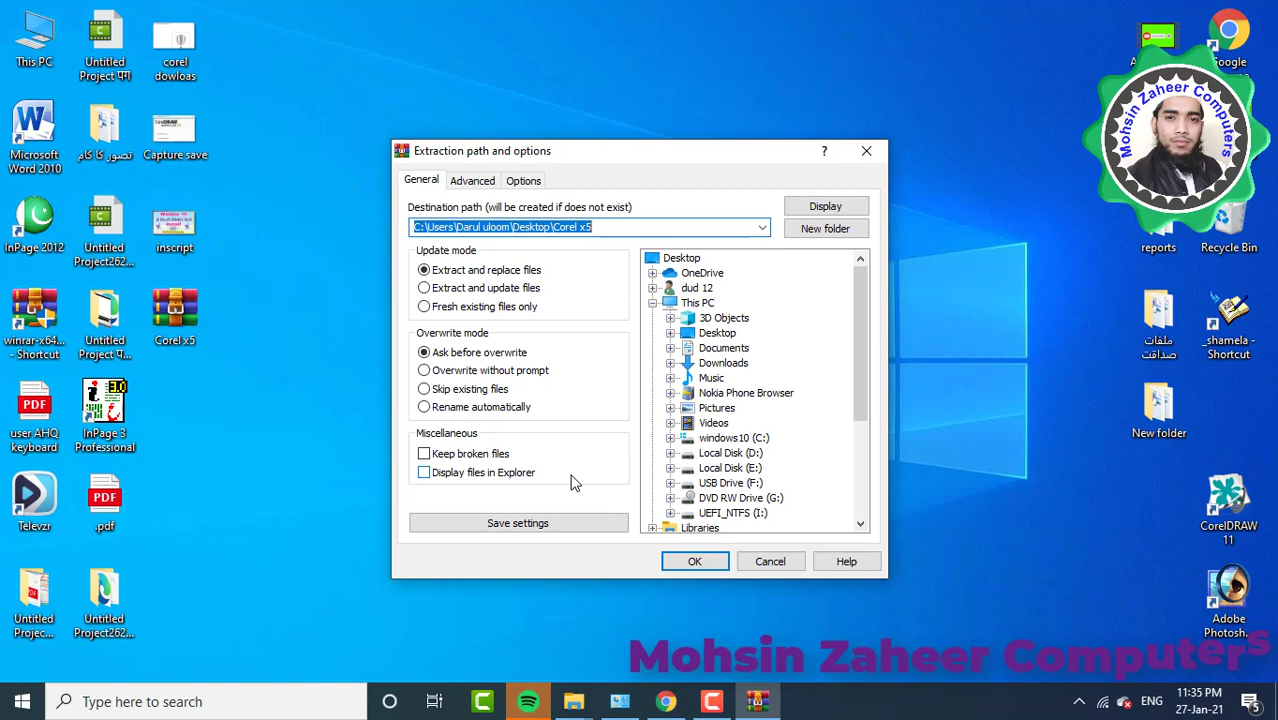 This PC
Untitled
Project पग
corel
dowloas
Microsoft
Word 2010
تصور کا کام
Capture save
InPage 2012
Untitled
Project262...
inscript
winrar-x64...
- Shortcut
Untitled
Corel x5
user AHQ
keyboard
InPage 3
Professional
Televzr
.pdf
Untitled
Projec...
Untitled
Project262...
Extraction path and options
?
General
Advanced
Options
Destination path (will be created if does not exist)
Display
C:\Users\Darul uloom\Desktop\Corel x5
New folder
Update mode
Extract and replace files
Extract and update files
Fresh existing files only
Overwrite mode
Ask before overwrite
Overwrite without prompt
Skip existing files
Rename automatically
Miscellaneous
Keep broken files
Display files in Explorer
Save settings
Desktop
OneDrive
dud 12
This PC
3D Objects
Desktop
Documents
Downloads
Music
Nokia Phone Browser
Pictures
Videos
windows10 (C:)
Local Disk (D:)
Local Disk (E:)
USB Drive (F:)
DVD RW Drive (G:)
UEFI_NTFS (I:)
Libraries
OK
Cancel
Help
Google
Mohsin Zaheer Computers
reports
Recycle Bin
ملفات
صداقت
_shamela -
Shortcut
New folder
CorelDRAW
11
Adobe
Photosh...
Mohsin Zaheer Computers
Type here to search
ENG
11:35 PM
27-Jan-21
5